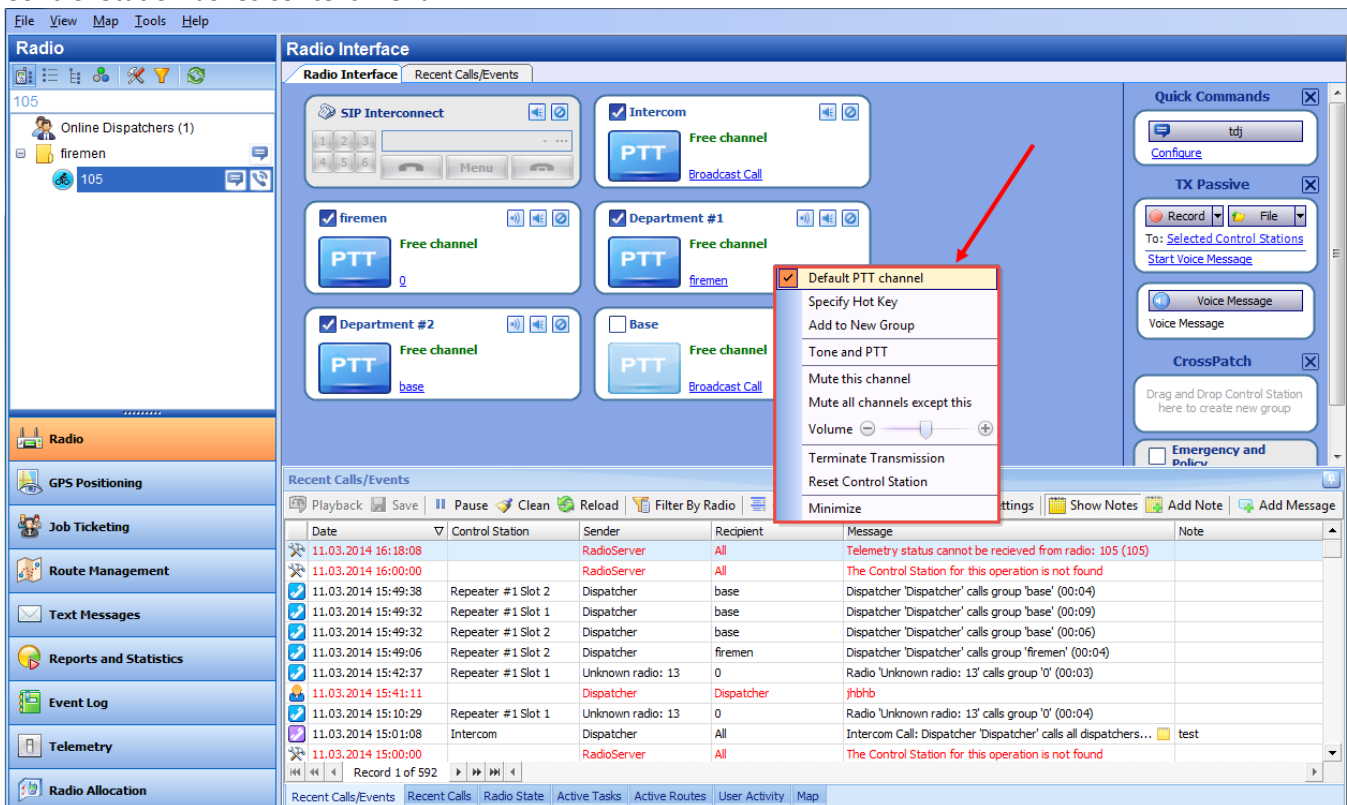 File View Map Tools Help
Radio
105
Online Dispatchers (1)
firemen
105
Radio
GPS Positioning
Job Ticketing
Route Management
Text Messages
Reports and Statistics
Event Log
Telemetry
Radio Allocation
Radio Interface
Radio Interface Recent Calls/Events
SIP Interconnect
1 2 3
4 5 6 Menu
Intercom
Free channel
PTT
Broadcast Call
firemen
Free channel
PTT
0
Department #1
Free channel
PTT
firemen
Department #2
Free channel
PTT
base
Base
Free channel
PTT
Broadcast Call
Default PTT channel
Specify Hot Key
Add to New Group
Tone and PTT
Mute this channel
Mute all channels except this
Volume
Terminate Transmission
Reset Control Station
Minimize
Quick Commands
tdj
Configure
TX Passive
Record File
To: Selected Control Stations
Start Voice Message
Voice Message
Voice Message
CrossPatch
Drag and Drop Control Station
here to create new group
Emergency and
Policy
Recent Calls/Events
Playback Save Pause Clean Reload Filter By Radio Show Notes Add Note Add Message
Date Control Station Sender Recipient Message Note
11.03.2014 16:18:08 RadioServer All Telemetry status cannot be recieved from radio: 105 (105)
11.03.2014 16:00:00 RadioServer All The Control Station for this operation is not found
11.03.2014 15:49:38 Repeater #1 Slot 2 Dispatcher base Dispatcher 'Dispatcher' calls group 'base' (00:04)
11.03.2014 15:49:32 Repeater #1 Slot 1 Dispatcher base Dispatcher 'Dispatcher' calls group 'base' (00:09)
11.03.2014 15:49:32 Repeater #1 Slot 2 Dispatcher base Dispatcher 'Dispatcher' calls group 'base' (00:06)
11.03.2014 15:49:06 Repeater #1 Slot 2 Dispatcher firemen Dispatcher 'Dispatcher' calls group 'firemen' (00:04)
11.03.2014 15:42:37 Repeater #1 Slot 1 Unknown radio: 13 0 Radio 'Unknown radio: 13' calls group '0' (00:03)
11.03.2014 15:41:11 Dispatcher Dispatcher jhbhb
11.03.2014 15:10:29 Repeater #1 Slot 1 Unknown radio: 13 0 Radio 'Unknown radio: 13' calls group '0' (00:04)
11.03.2014 15:01:08 Intercom Dispatcher All Intercom Call: Dispatcher 'Dispatcher' calls all dispatchers... test
11.03.2014 15:00:00 RadioServer All The Control Station for this operation is not found
Record 1 of 592
Recent Calls/Events Recent Calls Radio State Active Tasks Active Routes User Activity Map